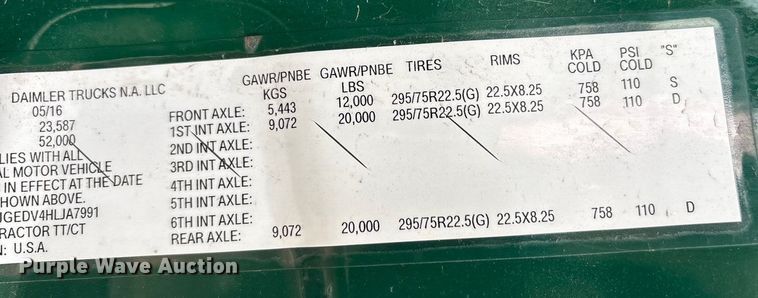 DAIMLER TRUCKS N.A. LLC
05/16
23,587
52,000
LIES WITH ALL
AL MOTOR VEHICLE
IN EFFECT AT THE DATE
HOWN ABOVE.
JGEDV4HLJA7991
RACTOR TT/CT
N: U.S.A.
GAWR/PNBE KGS GAWR/PNBE LBS TIRES RIMS KPA COLD PSI COLD "S"
FRONT AXLE: 5,443 12,000 295/75R22.5(G) 22.5X8.25 758 110 S
1ST INT AXLE: 9,072 20,000 295/75R22.5(G) 22.5X8.25 758 110 D
2ND INT AXLE:
3RD INT AXLE:
4TH INT AXLE:
5TH INT AXLE:
6TH INT AXLE:
REAR AXLE: 9,072 20,000 295/75R22.5(G) 22.5X8.25 758 110 D
Purple Wave Auction